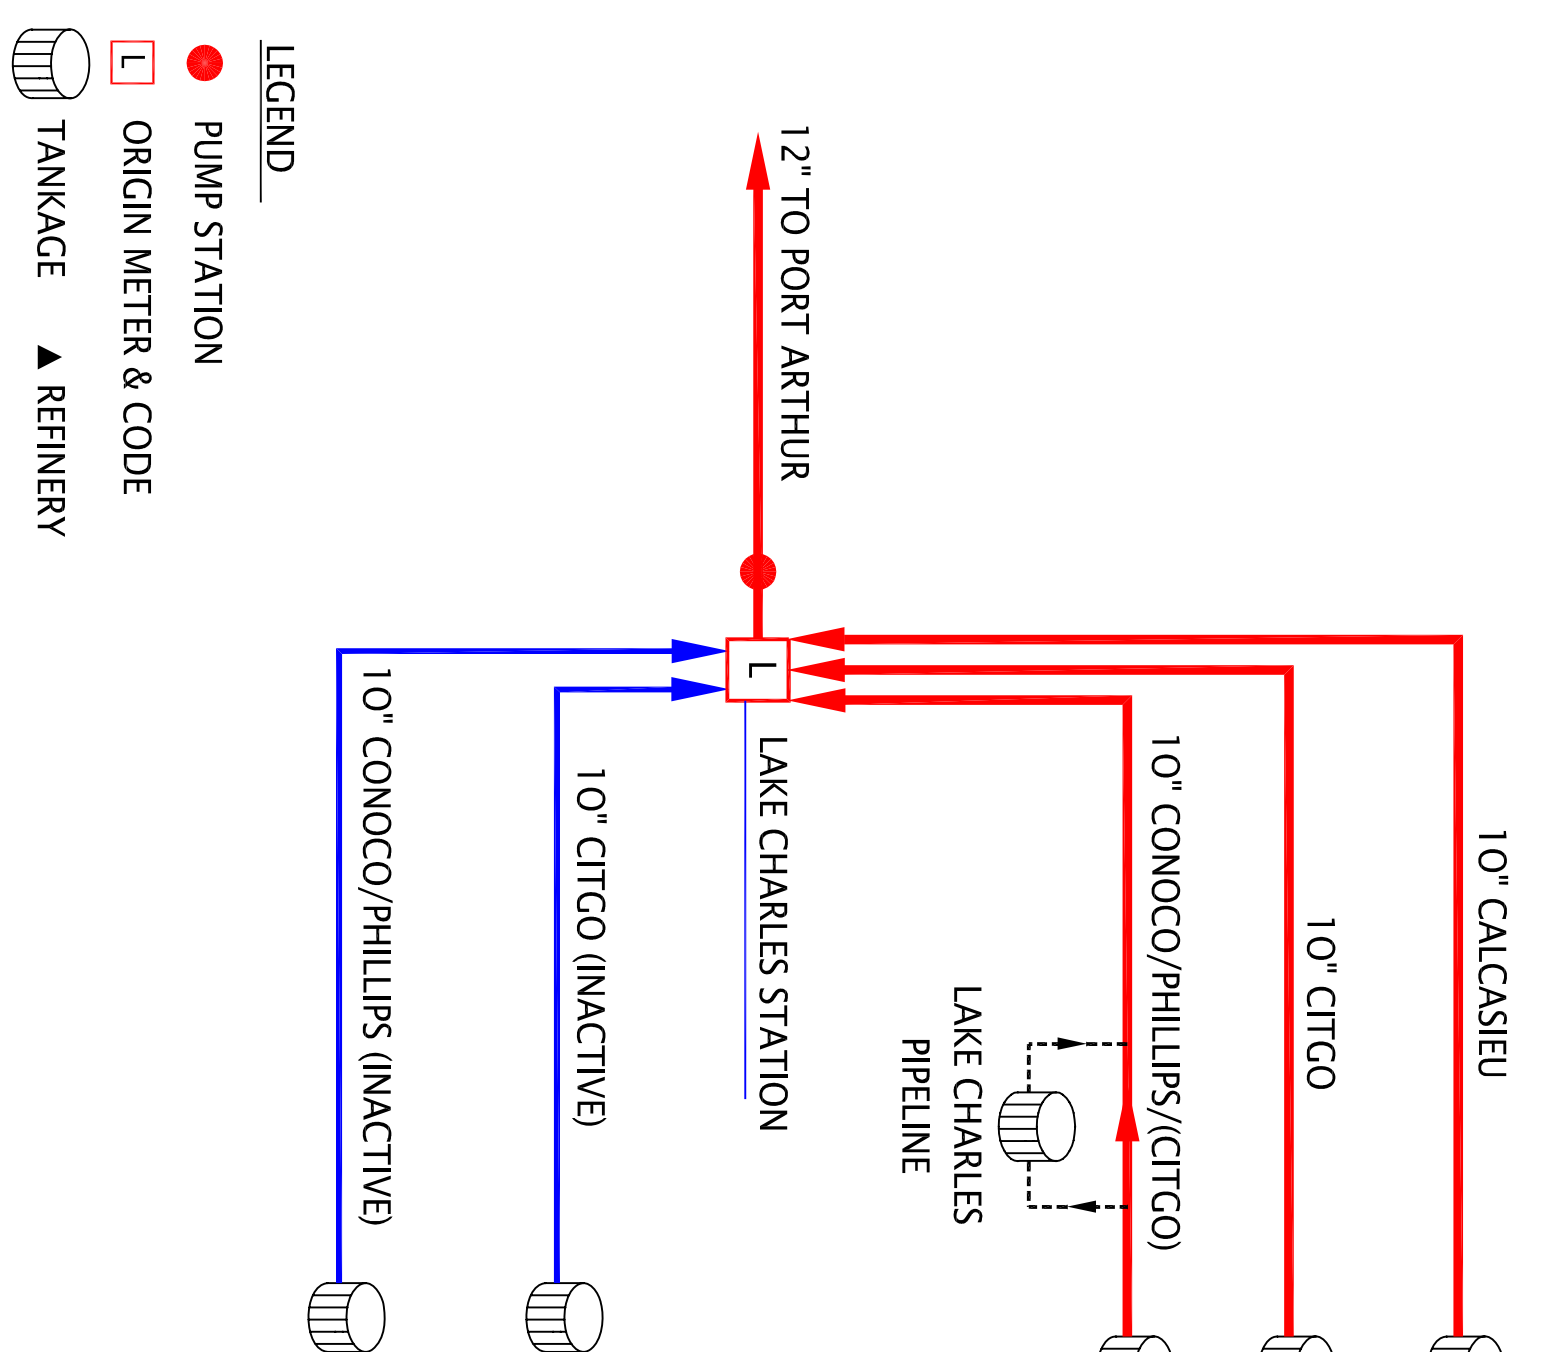 10" CALCASIEU
10" CITGO
10" CONOCO/PHILLIPS/(CITGO)
LAKE CHARLES
PIPELINE
12" TO PORT ARTHUR
L
LAKE CHARLES STATION
10" CITGO (INACTIVE)
10" CONOCO/PHILLIPS (INACTIVE)
LEGEND
PUMP STATION
L ORIGIN METER & CODE
TANKAGE ▲ REFINERY